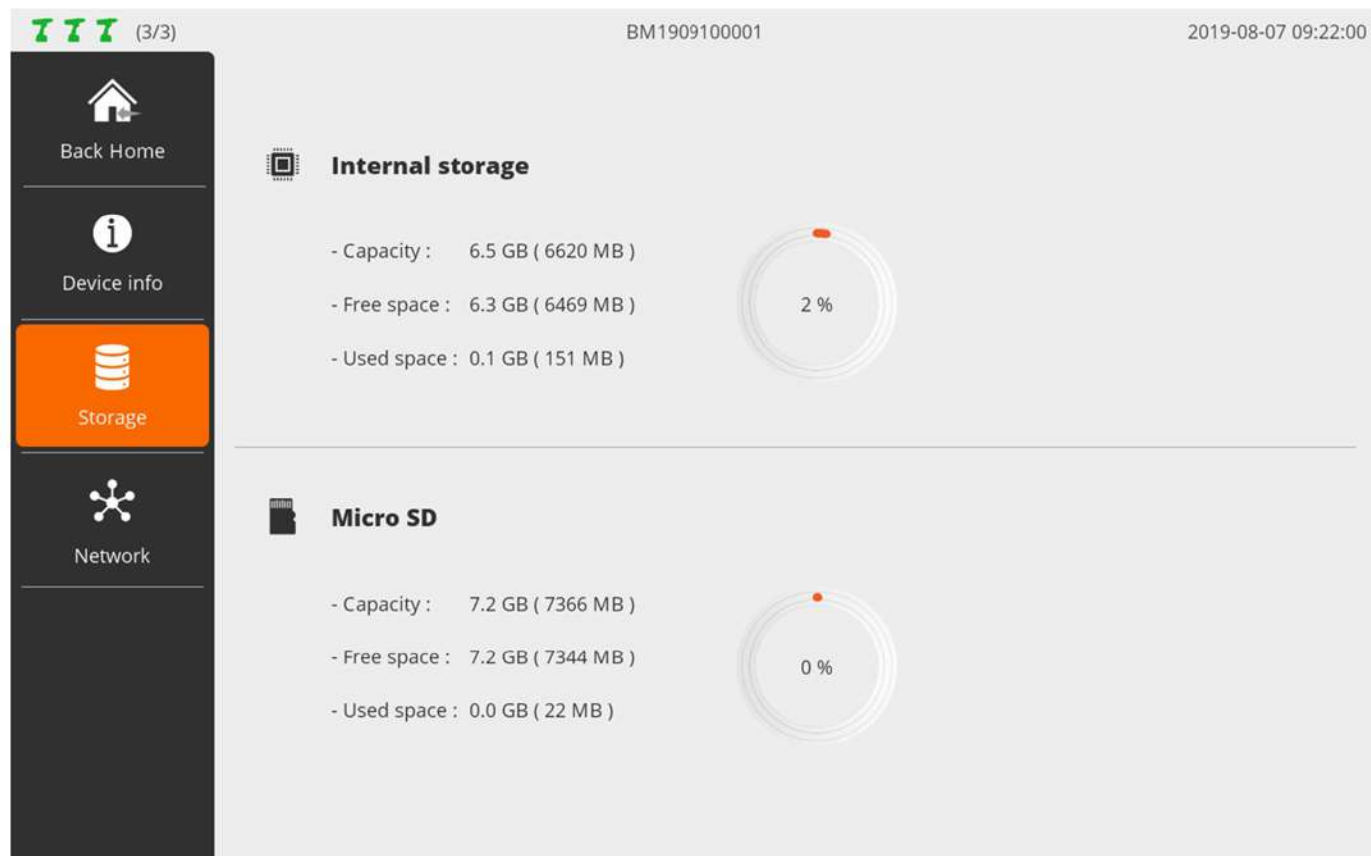 (3/3)
BM1909100001
2019-08-07 09:22:00
Back Home
Device info
Storage
Network
Internal storage
- Capacity : 6.5 GB ( 6620 MB )
- Free space : 6.3 GB ( 6469 MB )
- Used space : 0.1 GB ( 151 MB )
2 %
Micro SD
- Capacity : 7.2 GB ( 7366 MB )
- Free space : 7.2 GB ( 7344 MB )
- Used space : 0.0 GB ( 22 MB )
0 %